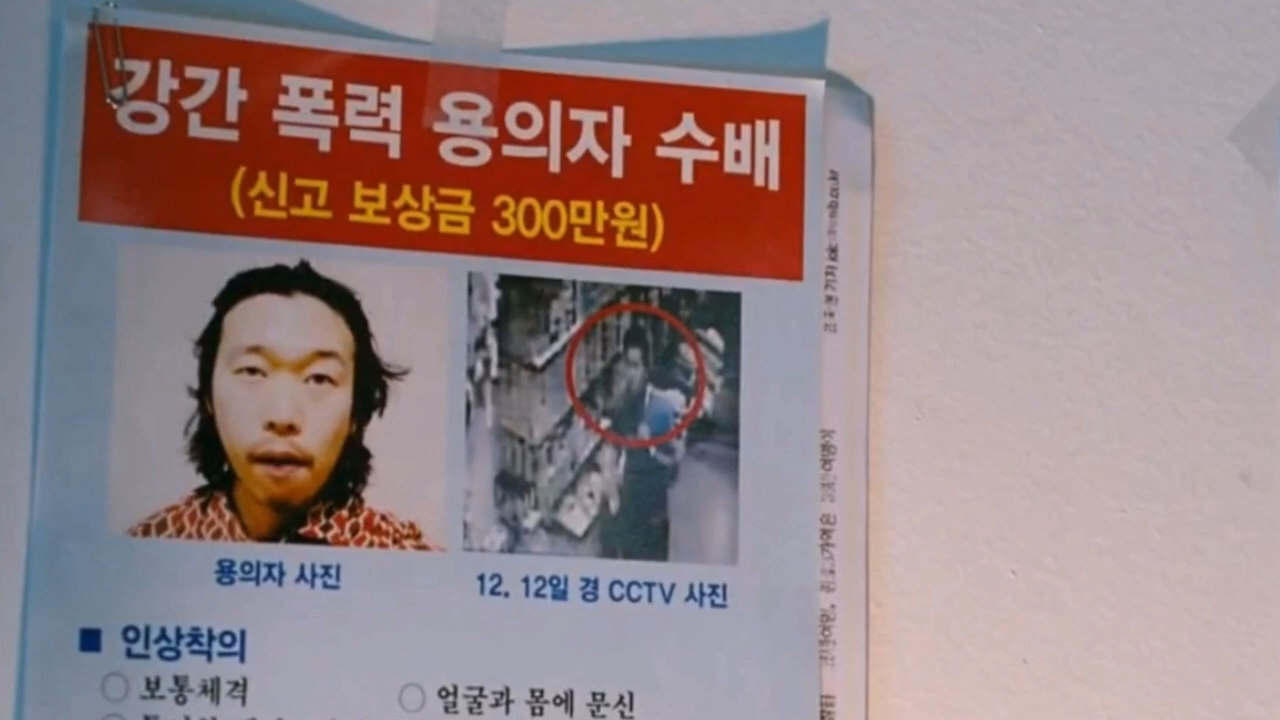 강간 폭력 용의자 수배
(신고 보상금 300만원)
용의자 사진
12. 12일 경 CCTV 사진
■ 인상착의
○ 보통체격
○ 얼굴과 몸에 문신